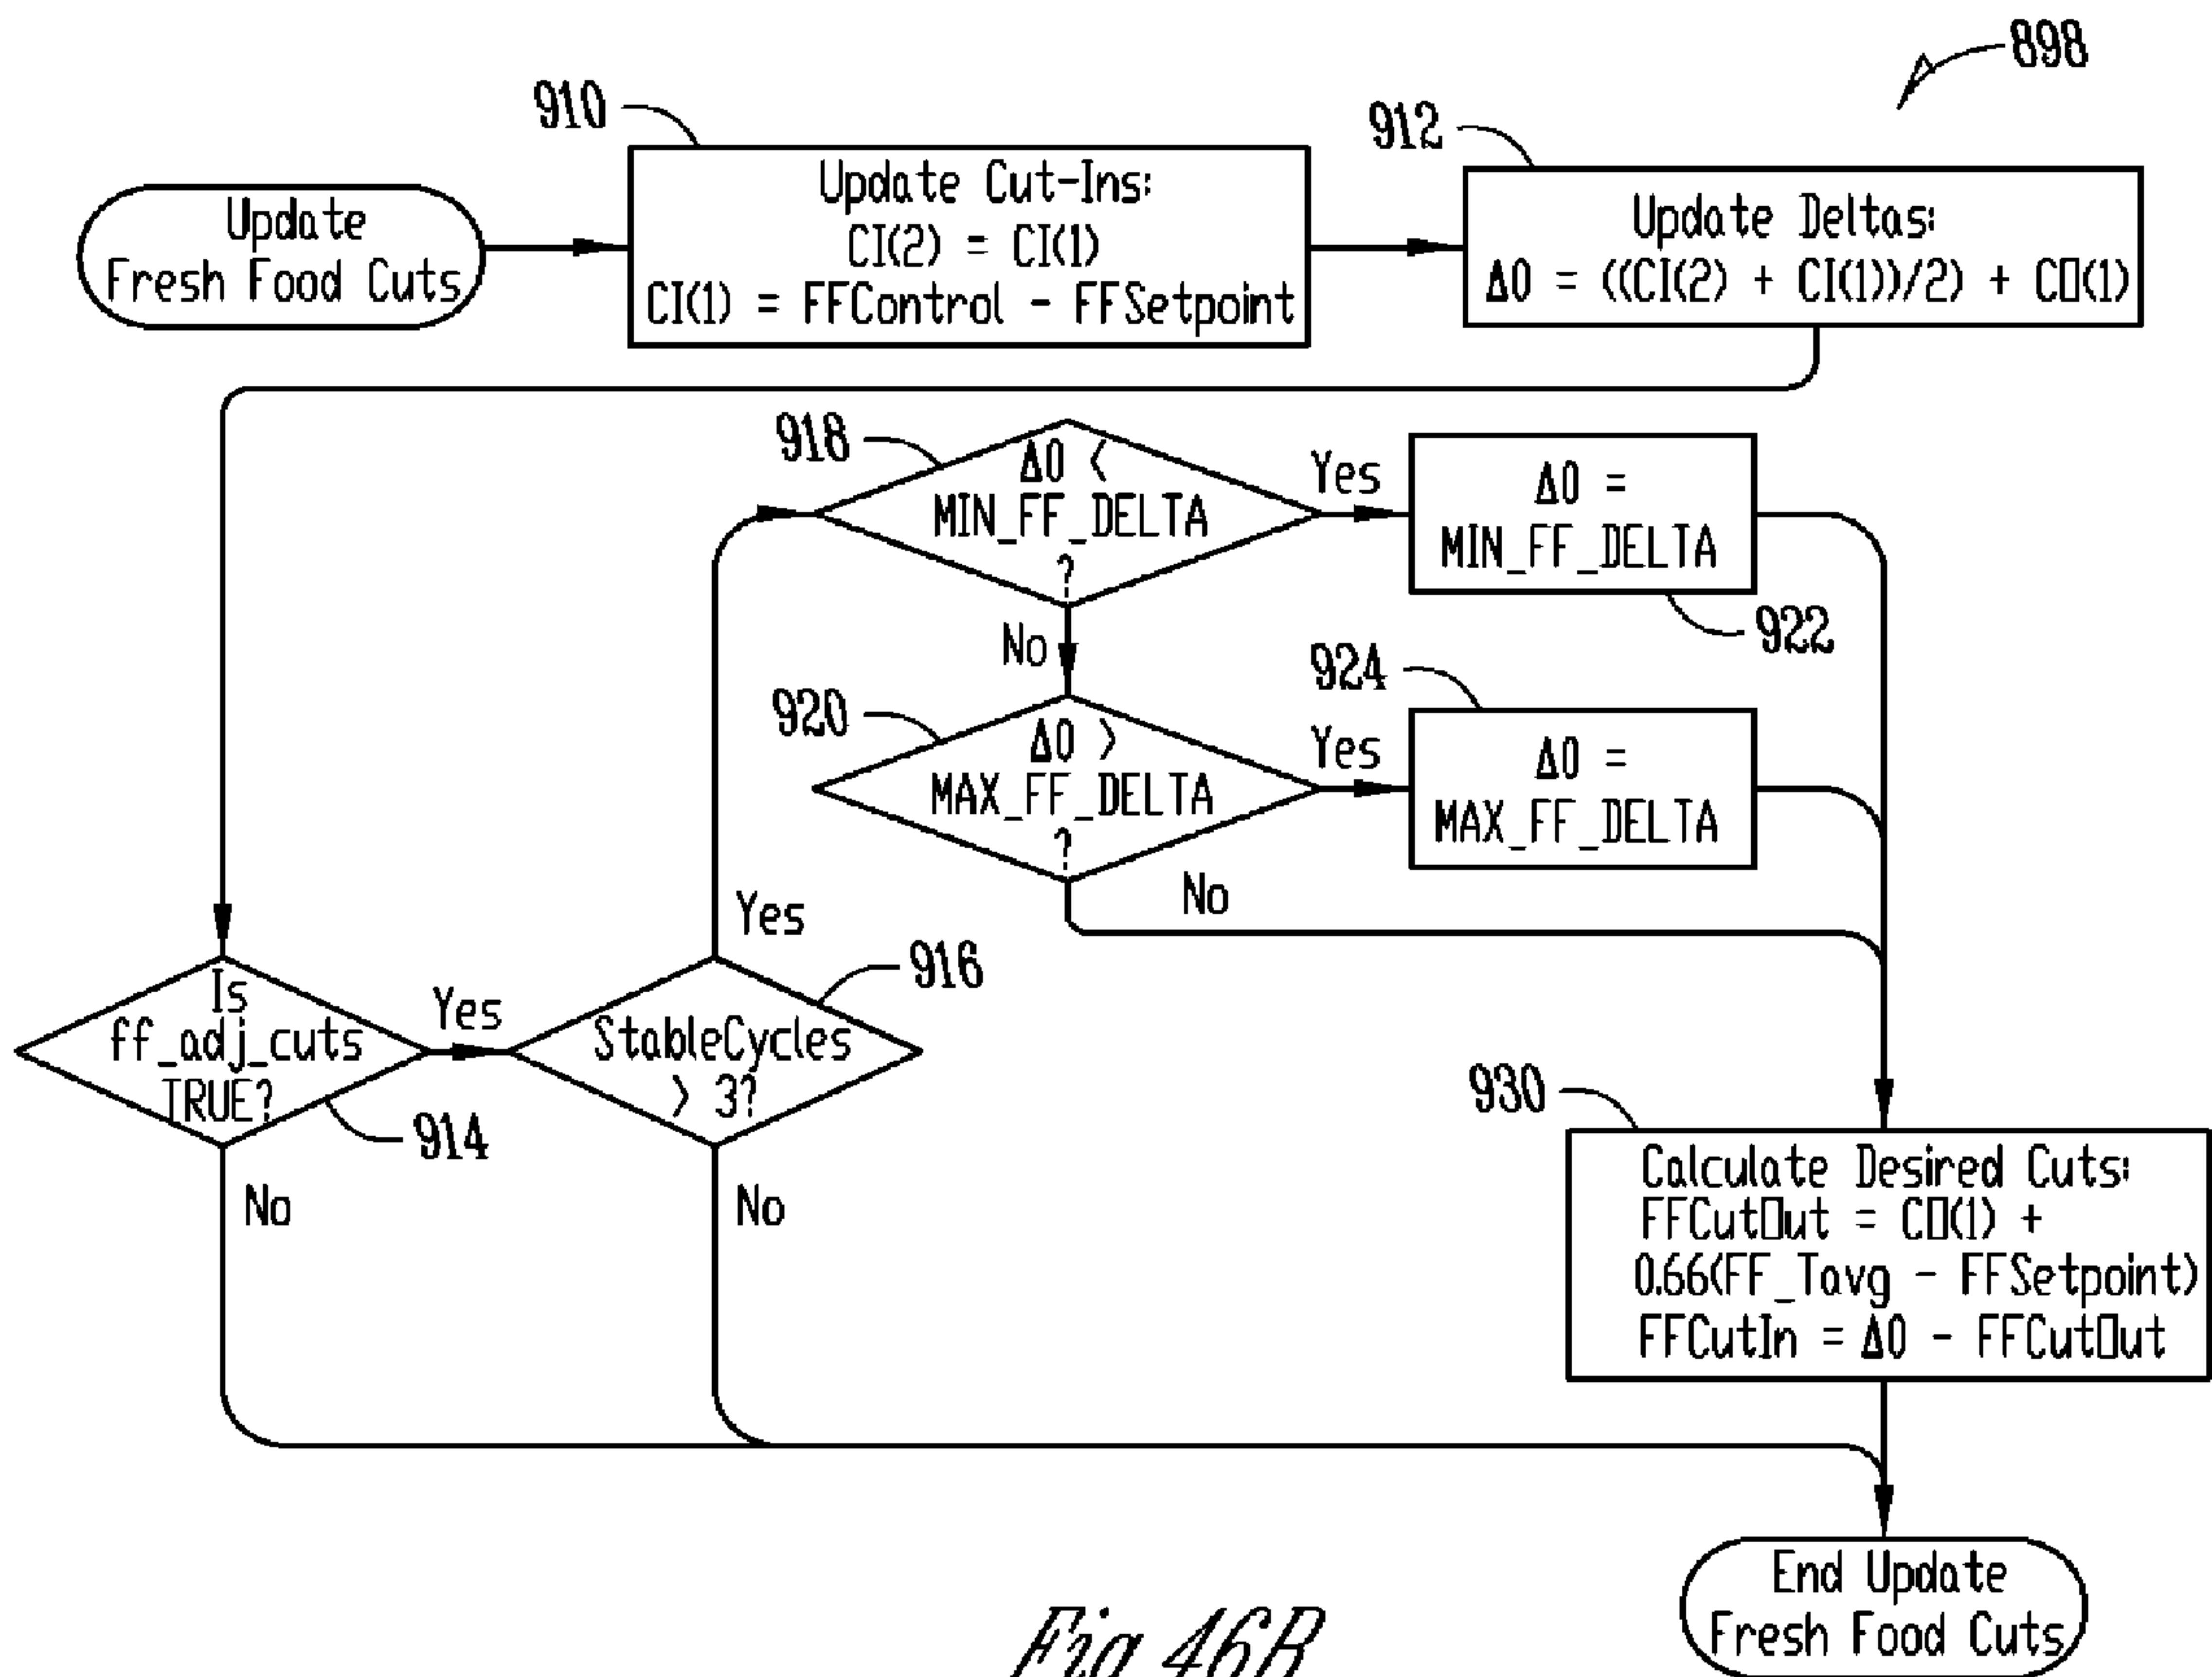 898
910
912
Update
Fresh Food Cuts
Update Cut-Ins:
CI(2) = CI(1)
CI(1) = FFControl - FFSetpoint
Update Deltas:
Δ0 = ((CI(2) + CI(1))/2) + CO(1)
918
Δ0 <
MIN_FF_DELTA
?
Yes
Δ0 =
MIN_FF_DELTA
922
No
920
Δ0 >
MAX_FF_DELTA
?
Yes
924
Δ0 =
MAX_FF_DELTA
No
Is
ff_adj_cuts
TRUE?
914
Yes
StableCycles
> 3?
916
Yes
No
No
930
Calculate Desired Cuts:
FFCutOut = CO(1) +
0.66(FF_Tavg - FFSetpoint)
FFCutIn = Δ0 - FFCutOut
End Update
Fresh Food Cuts
Fig. 46B